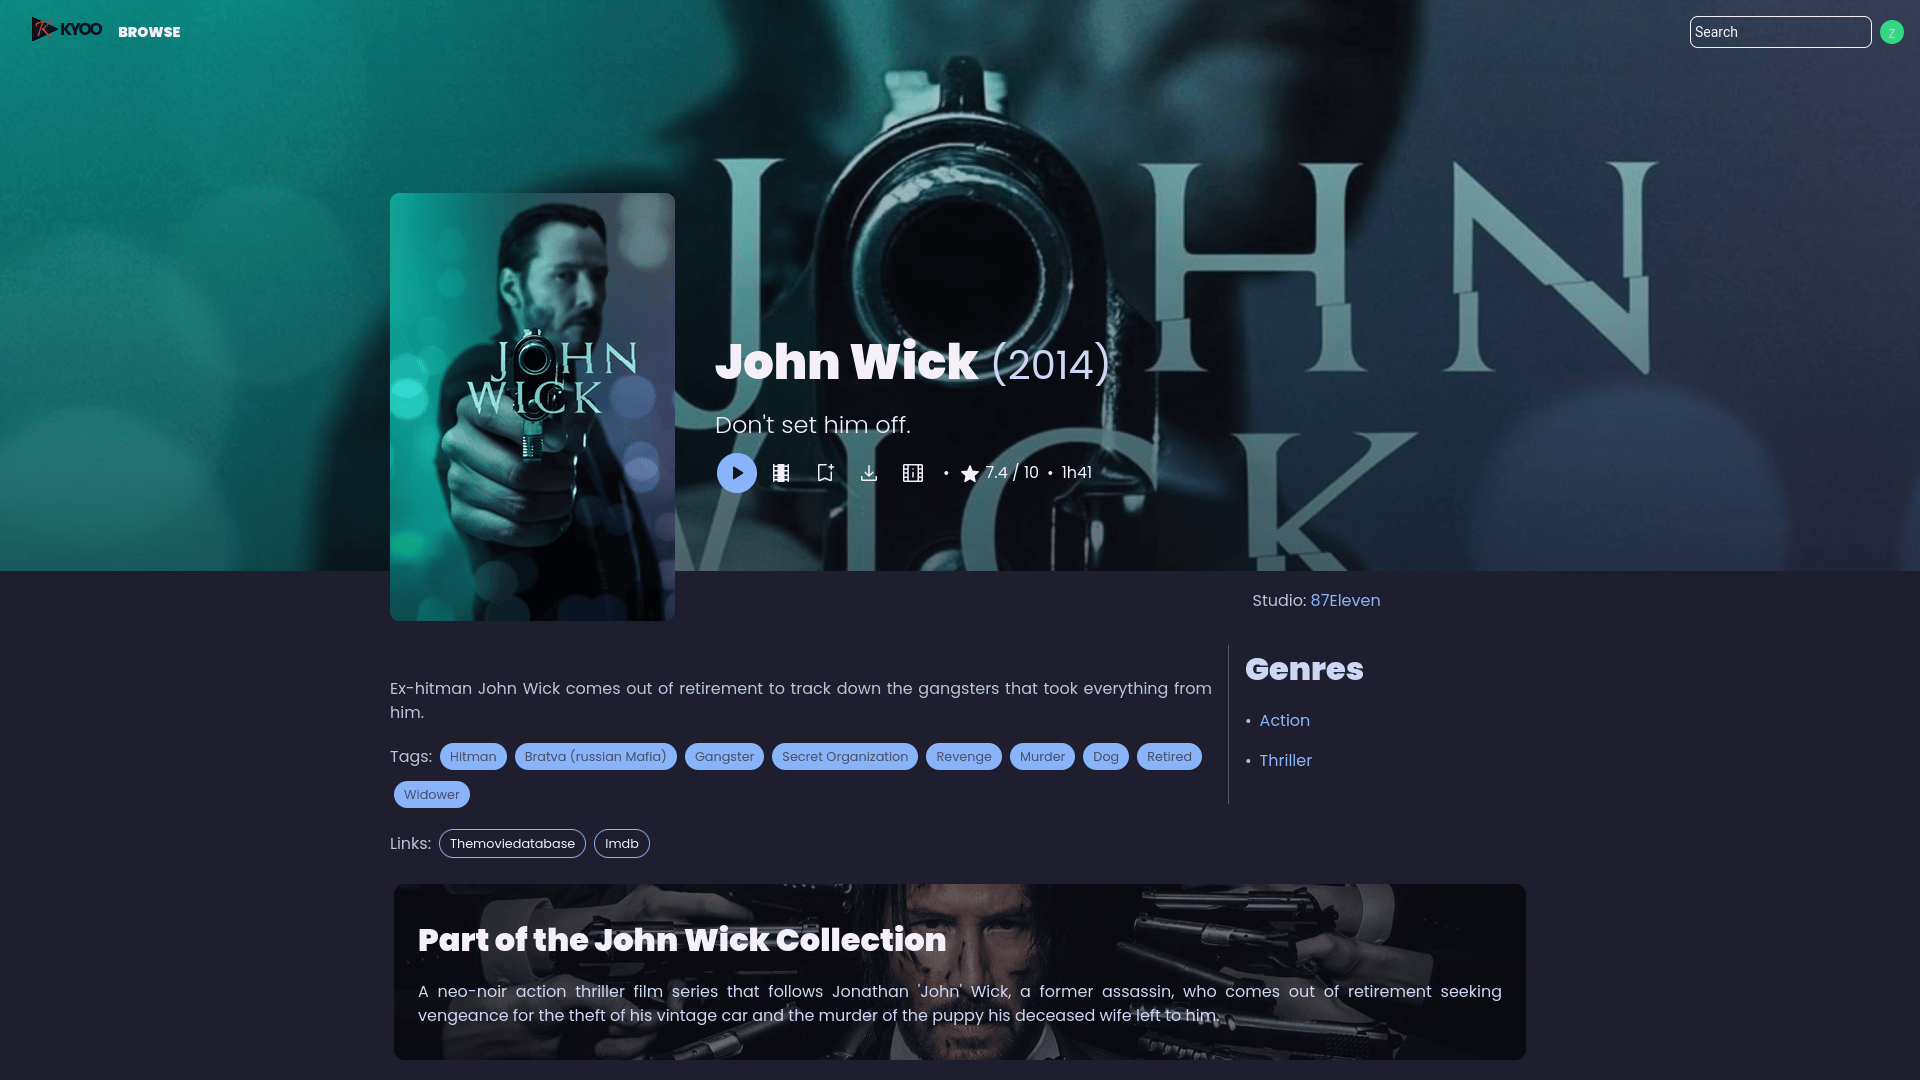 KYOO
BROWSE
Search
Z
JOHN
WICK
JOHN
WICK
John Wick (2014)
Don't set him off.
• 7.4 / 10 • 1h41
Studio: 87Eleven
Ex-hitman John Wick comes out of retirement to track down the gangsters that took everything from
him.
Tags: Hitman Bratva (russian Mafia) Gangster Secret Organization Revenge Murder Dog Retired
Widower
Links: Themoviedatabase Imdb
Genres
• Action
• Thriller
Part of the John Wick Collection
A neo-noir action thriller film series that follows Jonathan 'John' Wick, a former assassin, who comes out of retirement seeking
vengeance for the theft of his vintage car and the murder of the puppy his deceased wife left to him.